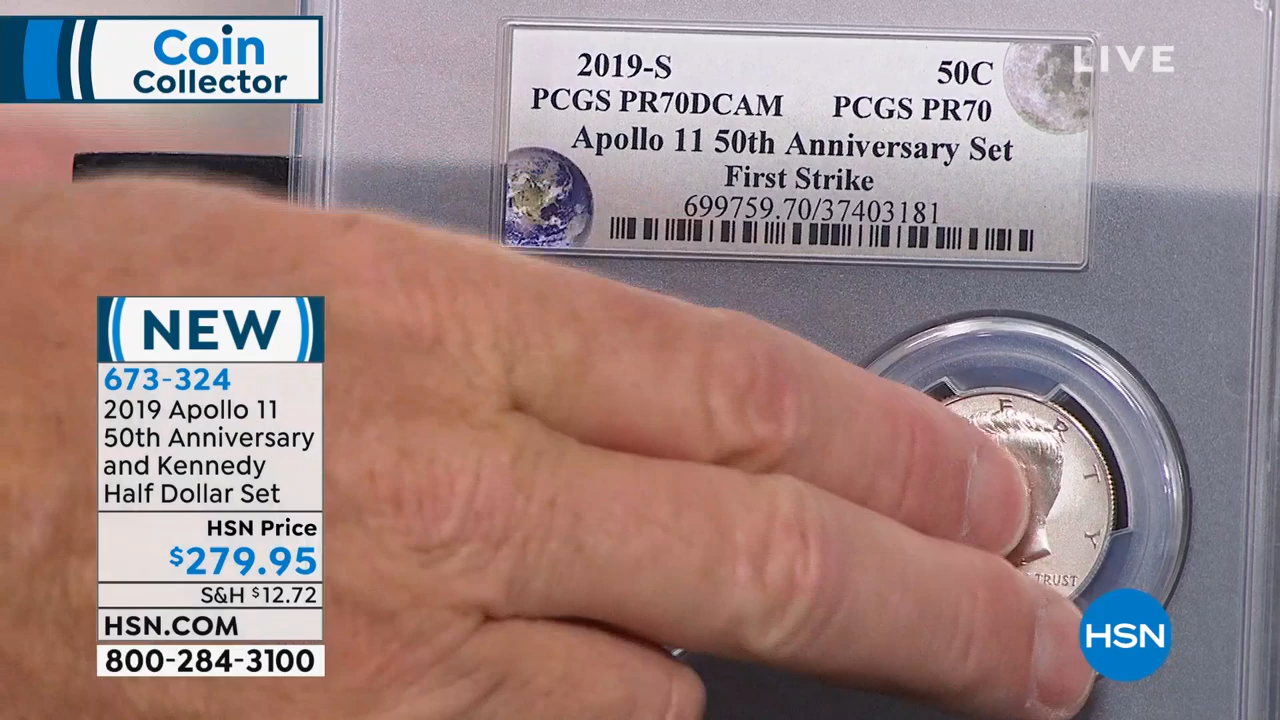 Coin
Collector
LIVE
2019-S 50C
PCGS PR70DCAM PCGS PR70
Apollo 11 50th Anniversary Set
First Strike
699759.70/37403181
NEW
673-324
2019 Apollo 11
50th Anniversary
and Kennedy
Half Dollar Set
HSN Price
$279.95
S&H $12.72
HSN.COM
800-284-3100
E R T Y
TRUST
HSN